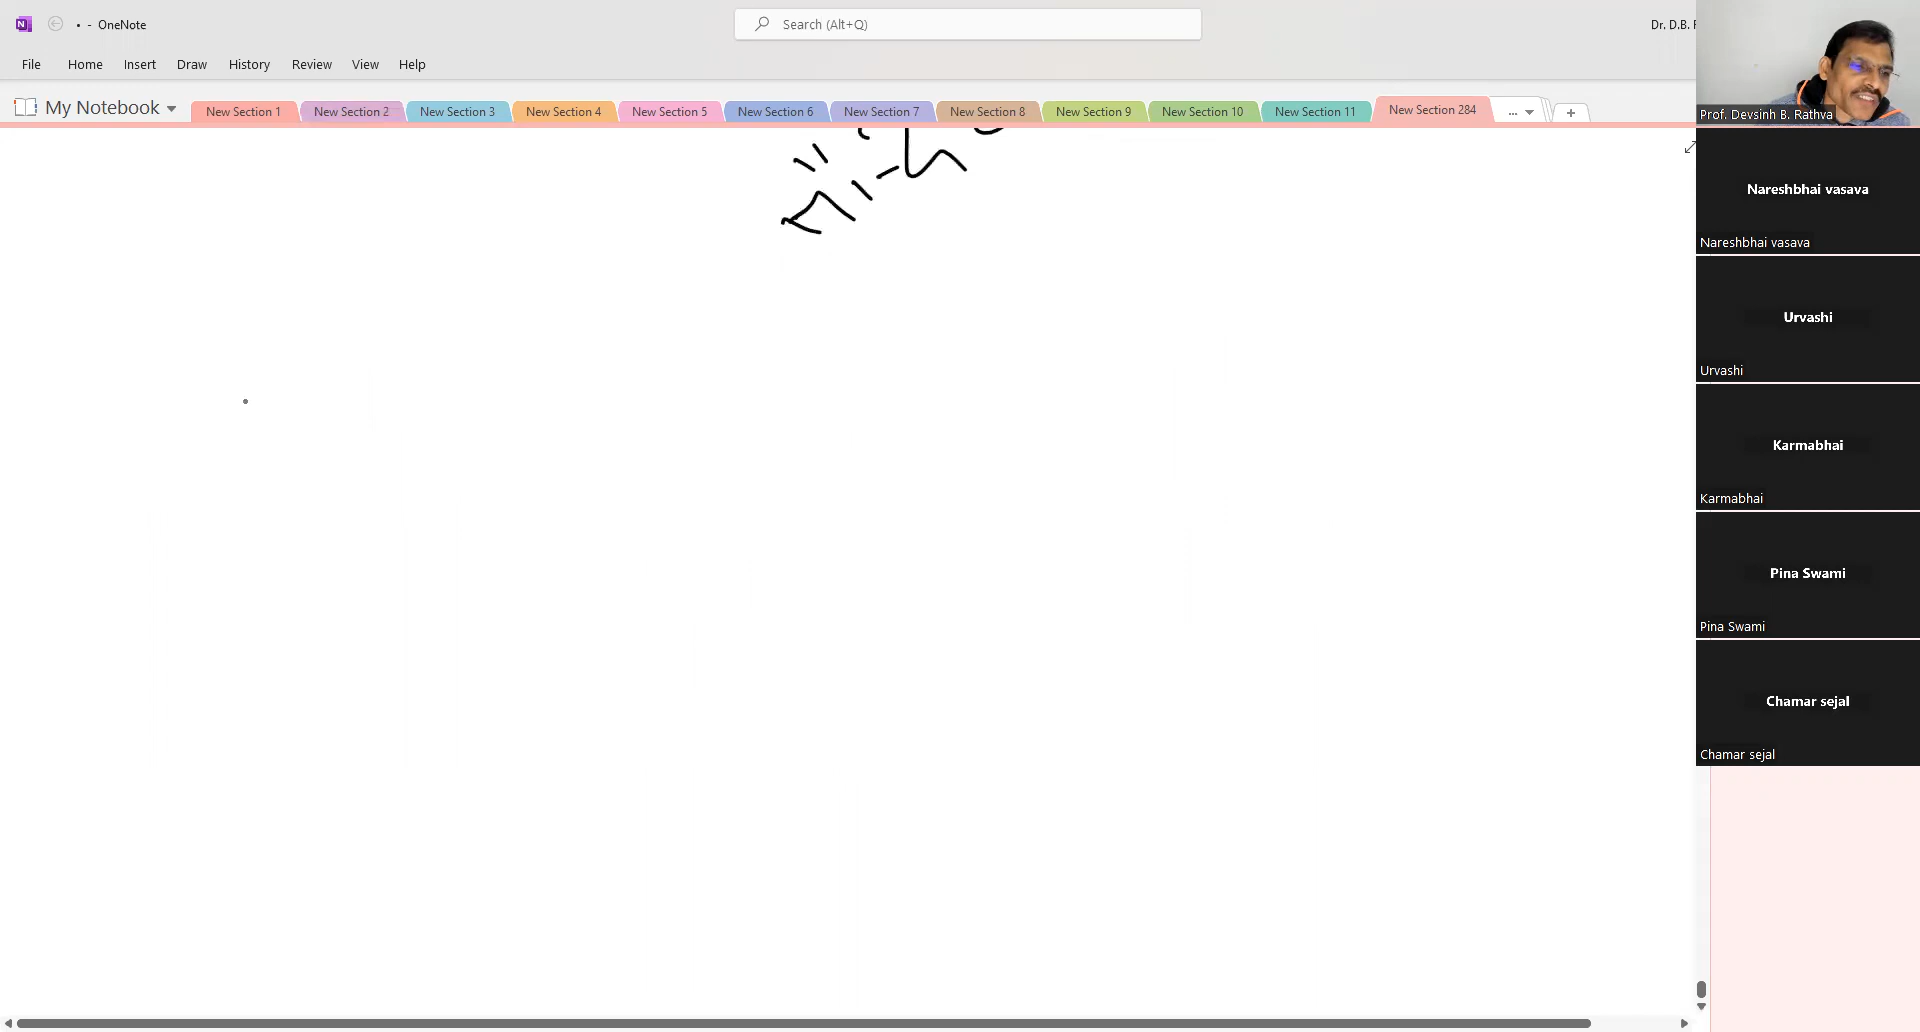 • - OneNote
Search (Alt+Q)
Dr. D.B.
File Home Insert Draw History Review View Help
My Notebook
New Section 1 New Section 2 New Section 3 New Section 4 New Section 5 New Section 6 New Section 7 New Section 8 New Section 9 New Section 10 New Section 11 New Section 284 ...
Prof. Devsinh B. Rathva
Nareshbhai vasava
Nareshbhai vasava
Urvashi
Urvashi
Karmabhai
Karmabhai
Pina Swami
Pina Swami
Chamar sejal
Chamar sejal